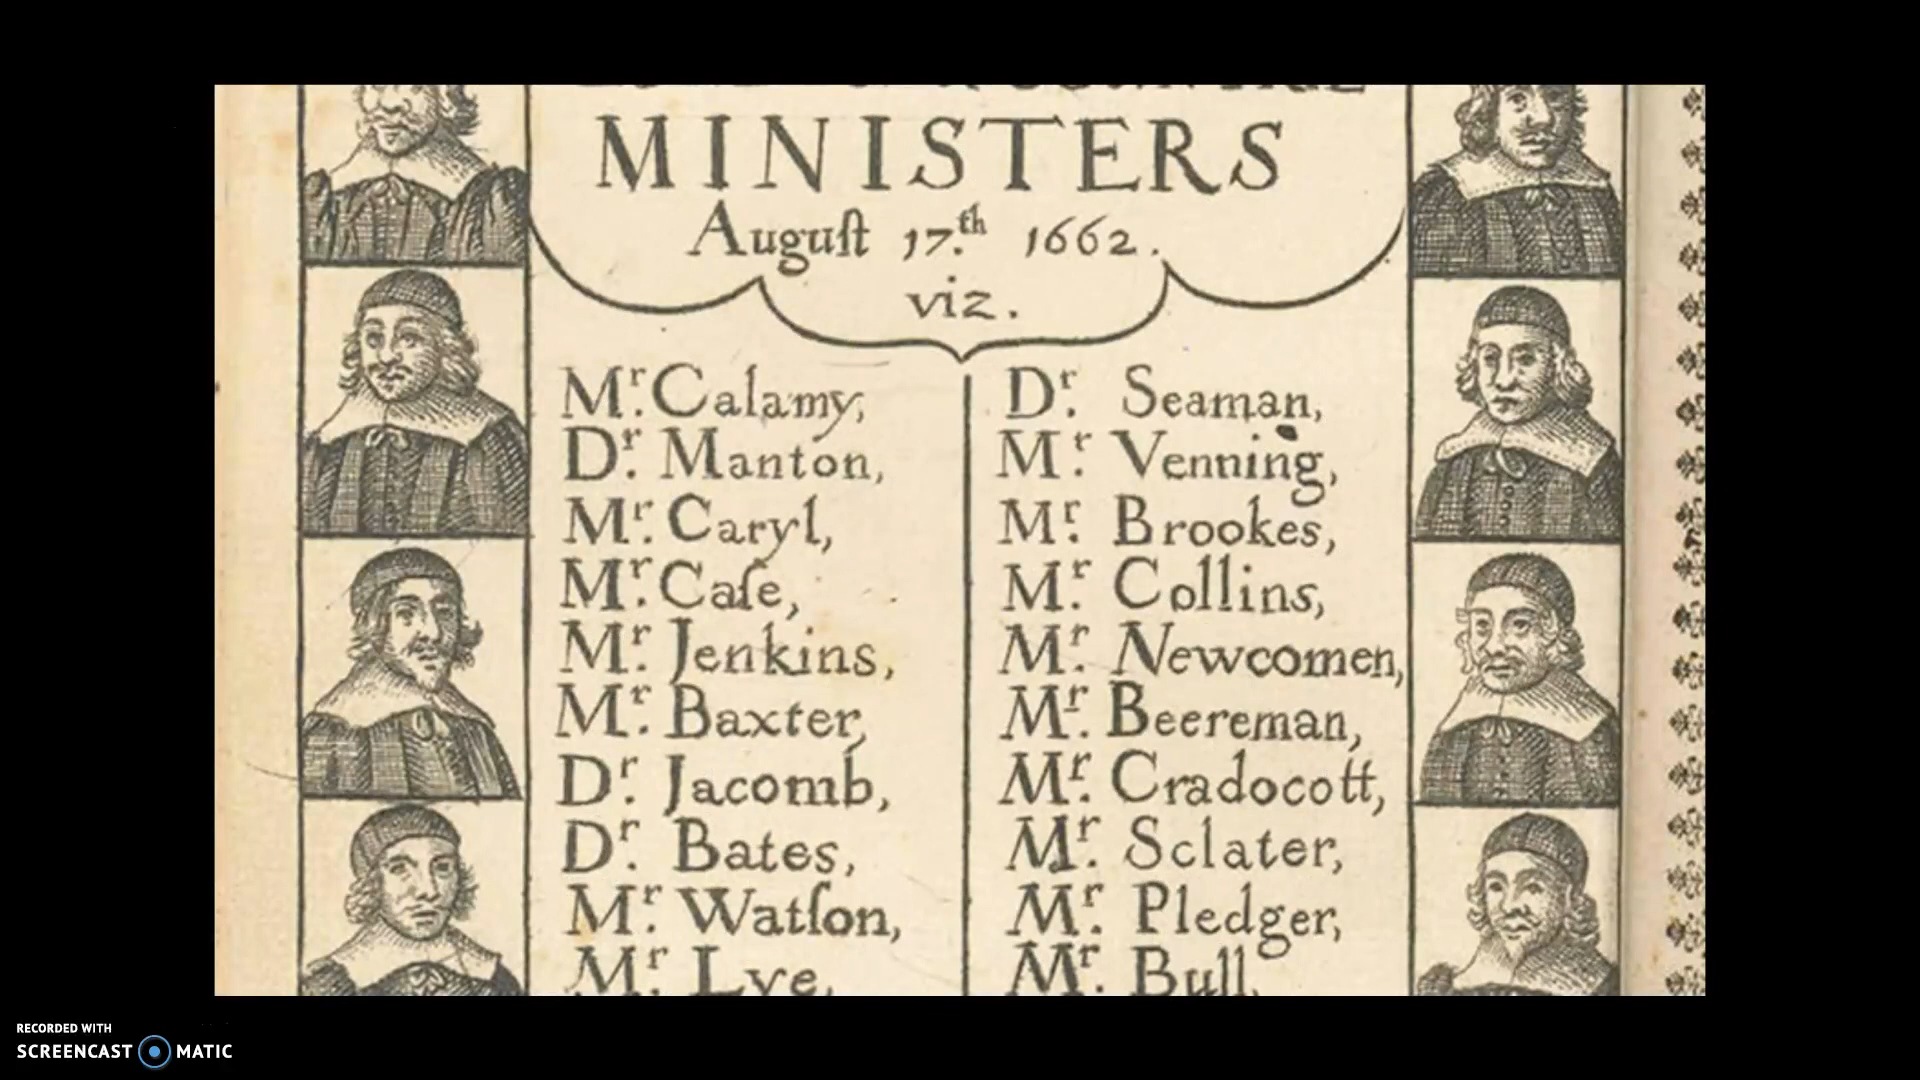 MINISTERS
Auguſt 17.th 1662.
viz.
Mr. Calamy,
Dr. Manton,
Mr. Caryl,
Mr. Caſe,
Mr. Jenkins,
Mr. Baxter,
Dr. Jacomb,
Dr. Bates,
Mr. Watſon,
Mr. Lye,
Dr. Seaman,
Mr. Venning,
Mr. Brookes,
Mr. Collins,
Mr. Newcomen,
Mr. Beereman,
Mr. Cradocott,
Mr. Sclater,
Mr. Pledger,
Mr. Bull,
RECORDED WITH
SCREENCAST MATIC